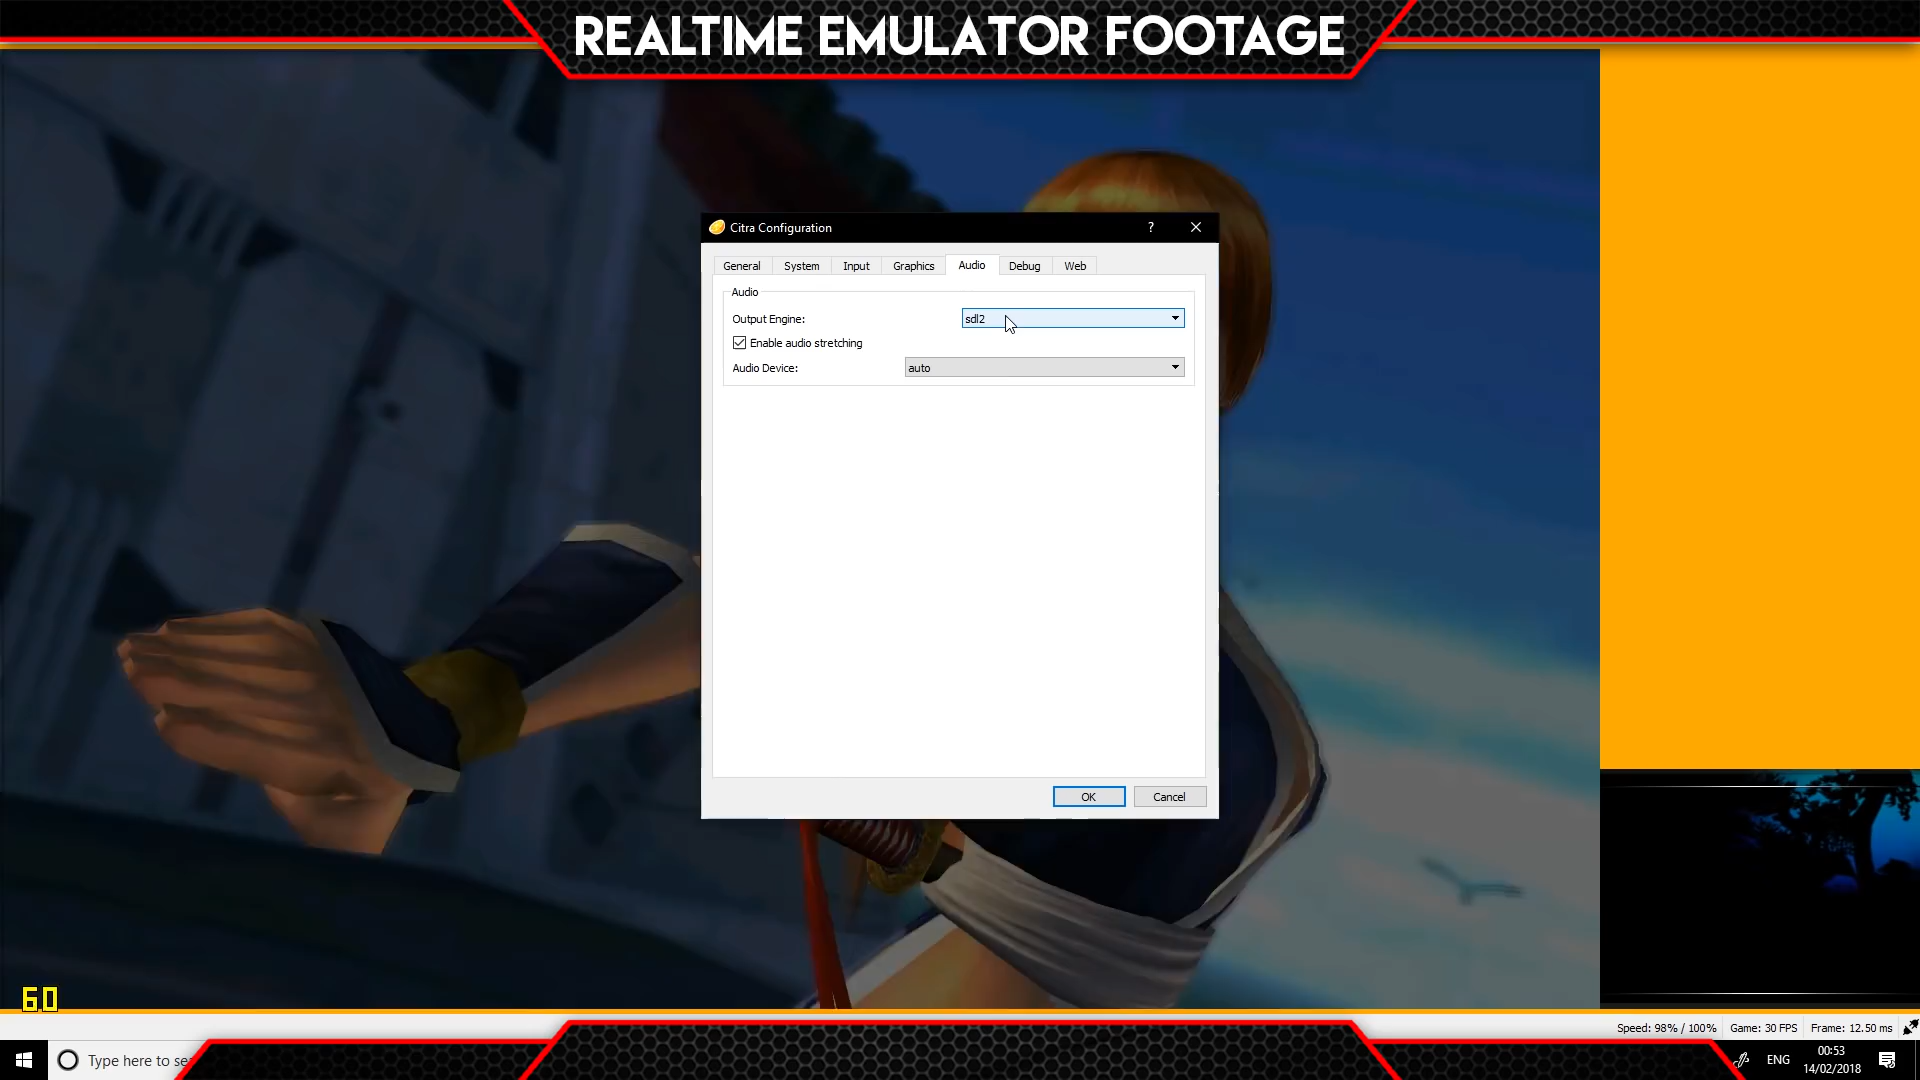 REALTIME EMULATOR FOOTAGE
Citra Configuration
General System Input Graphics Audio Debug Web
Audio
Output Engine: sdl2
Enable audio stretching
Audio Device: auto
OK Cancel
60
Speed: 98% / 100% Game: 30 FPS Frame: 12.50 ms
Type here to se
ENG
00:53
14/02/2018